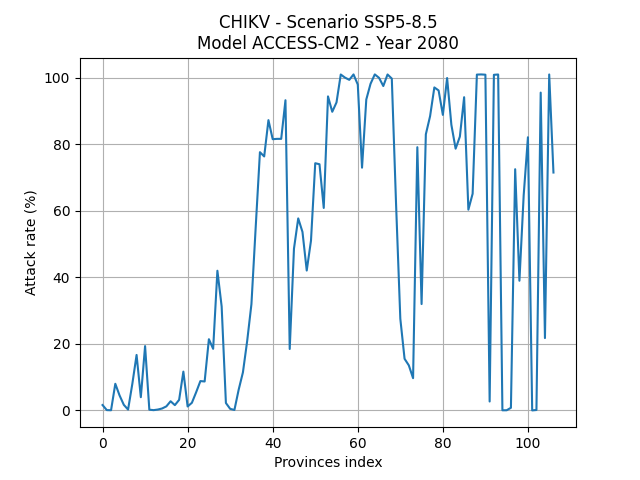 CHIKV - Scenario SSP5-8.5
Model ACCESS-CM2 - Year 2080
Attack rate (%)
100
80
60
40
20
0
0 20 40 60 80 100
Provinces index